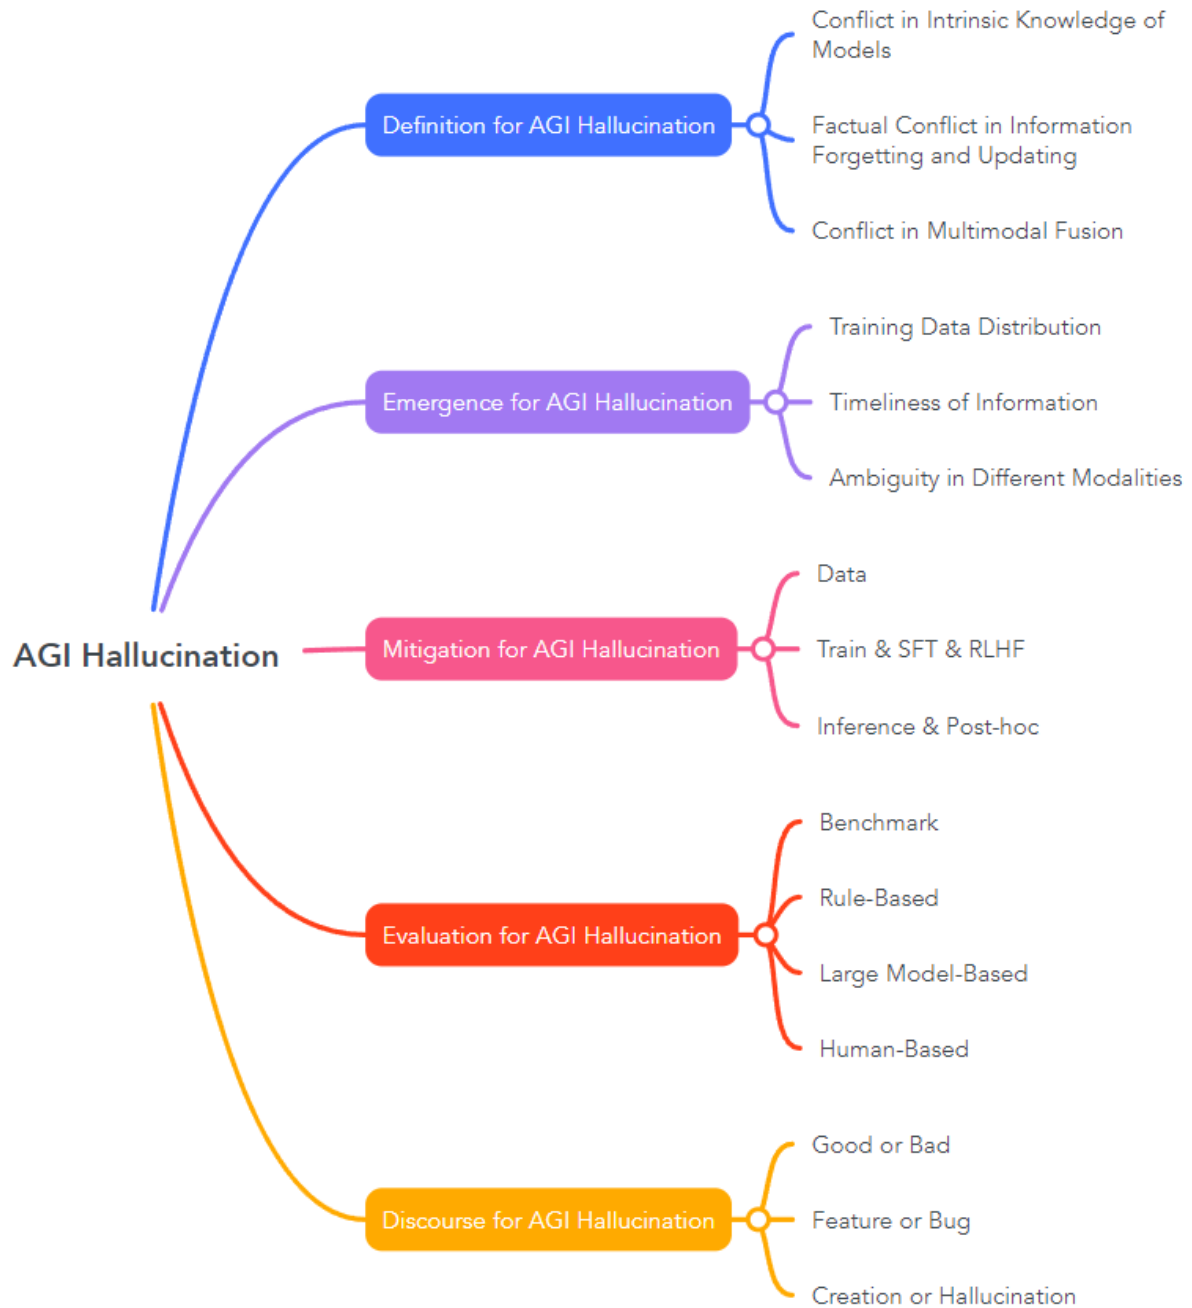 AGI Hallucination
Definition for AGI Hallucination
Conflict in Intrinsic Knowledge of
Models
Factual Conflict in Information
Forgetting and Updating
Conflict in Multimodal Fusion
Emergence for AGI Hallucination
Training Data Distribution
Timeliness of Information
Ambiguity in Different Modalities
Mitigation for AGI Hallucination
Data
Train & SFT & RLHF
Inference & Post-hoc
Evaluation for AGI Hallucination
Benchmark
Rule-Based
Large Model-Based
Human-Based
Discourse for AGI Hallucination
Good or Bad
Feature or Bug
Creation or Hallucination